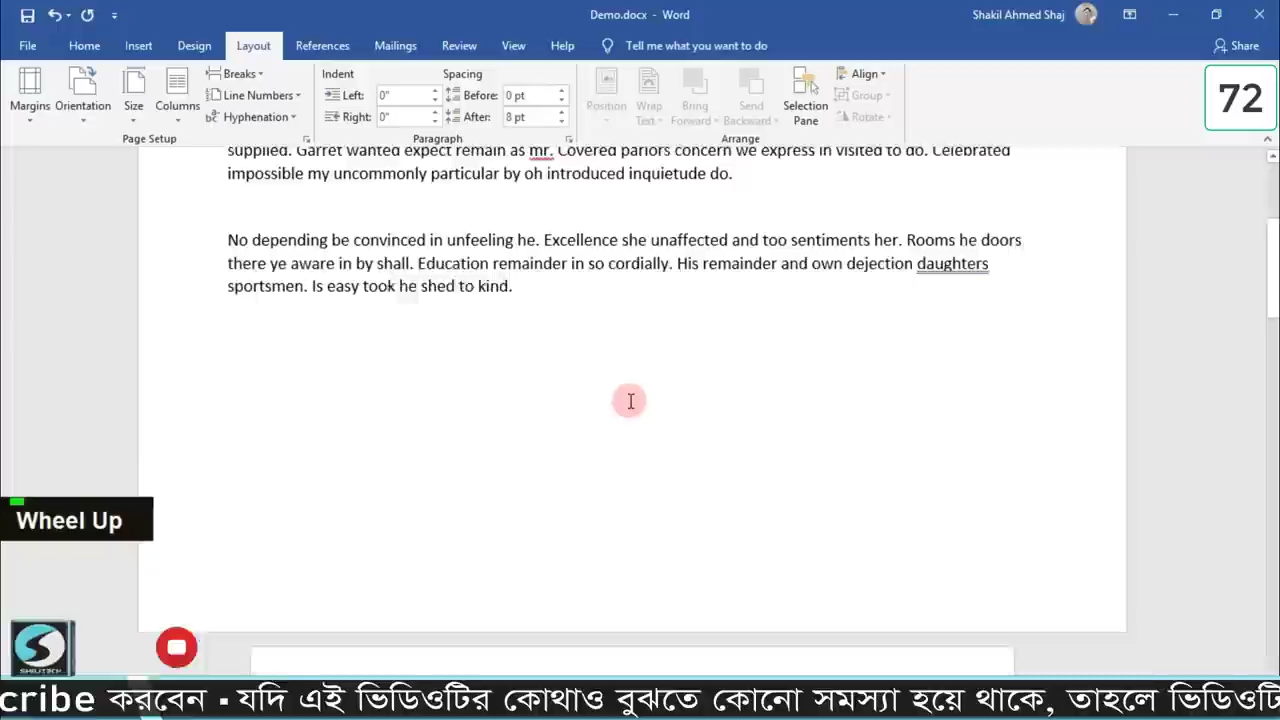 Demo.docx - Word
Shakil Ahmed Shaj
File Home Insert Design Layout References Mailings Review View Help Tell me what you want to do Share
Margins Orientation Size Columns
Breaks
Line Numbers
Hyphenation
Page Setup
Indent Spacing
Left: 0" Before: 0 pt
Right: 0" After: 8 pt
Paragraph
Position Wrap Text Bring Forward Send Backward Selection Pane
Align
Group
Rotate
Arrange
72
supplied. Garret wanted expect remain as mr. Covered parlors concern we express in visited to do. Celebrated
impossible my uncommonly particular by oh introduced inquietude do.
No depending be convinced in unfeeling he. Excellence she unaffected and too sentiments her. Rooms he doors
there ye aware in by shall. Education remainder in so cordially. His remainder and own dejection daughters
sportsmen. Is easy took he shed to kind.
Wheel Up
cribe করবেন ▪ যদি এই ভিডিওটির কোথাও বুঝতে কোনো সমস্যা হয়ে থাকে, তাহলে ভিডিওটি